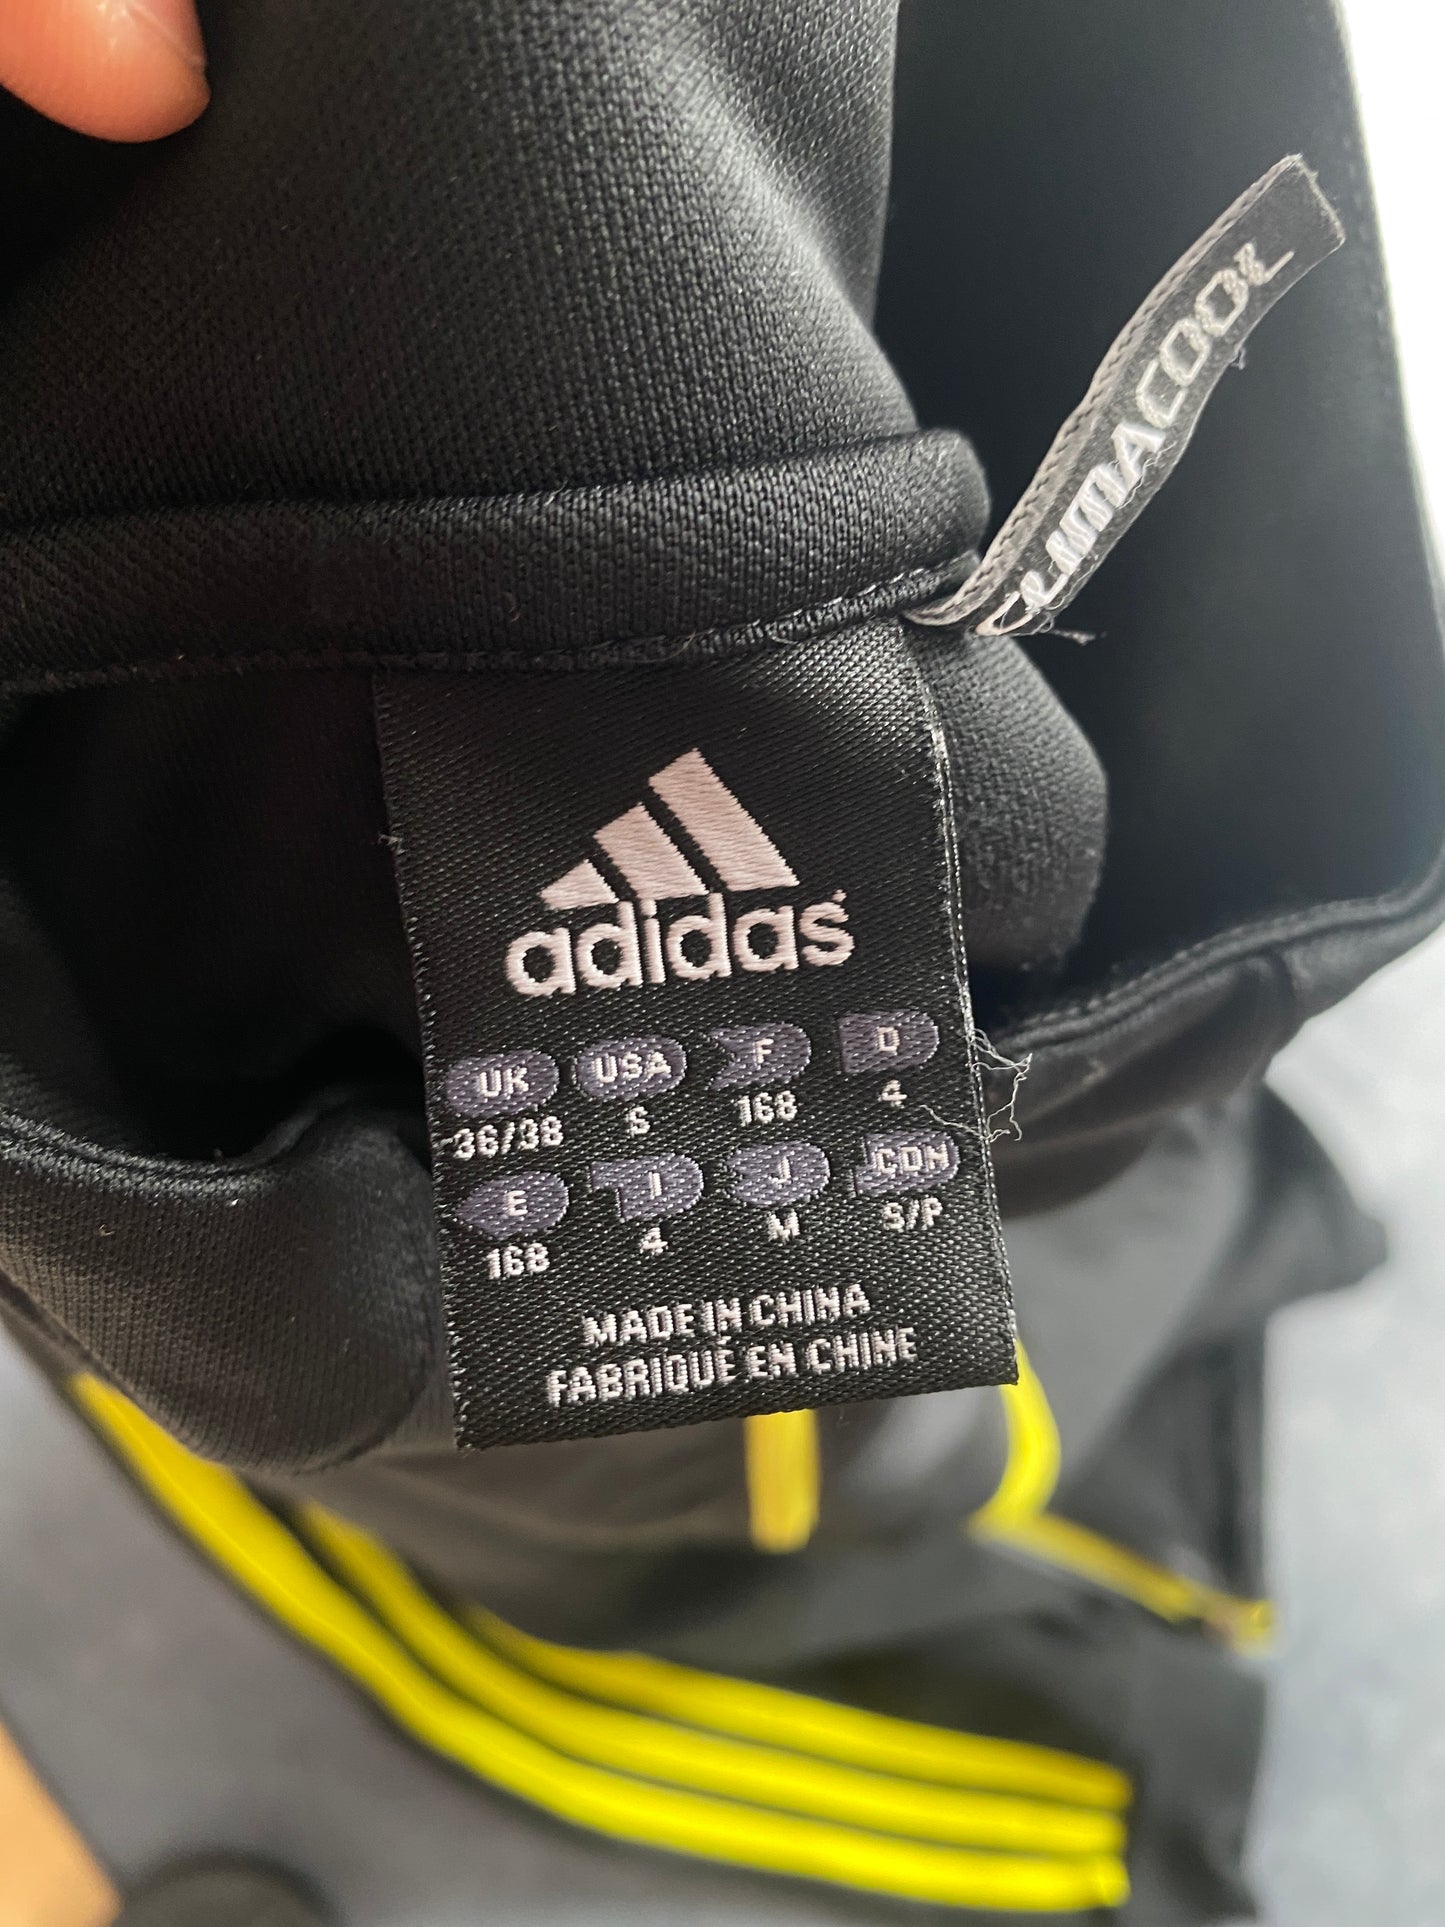 CLIMACOOL
adidas
UK USA F D
36/38 S 168 4
E I J CDN
168 4 M S/P
MADE IN CHINA
FABRIQUÉ EN CHINE